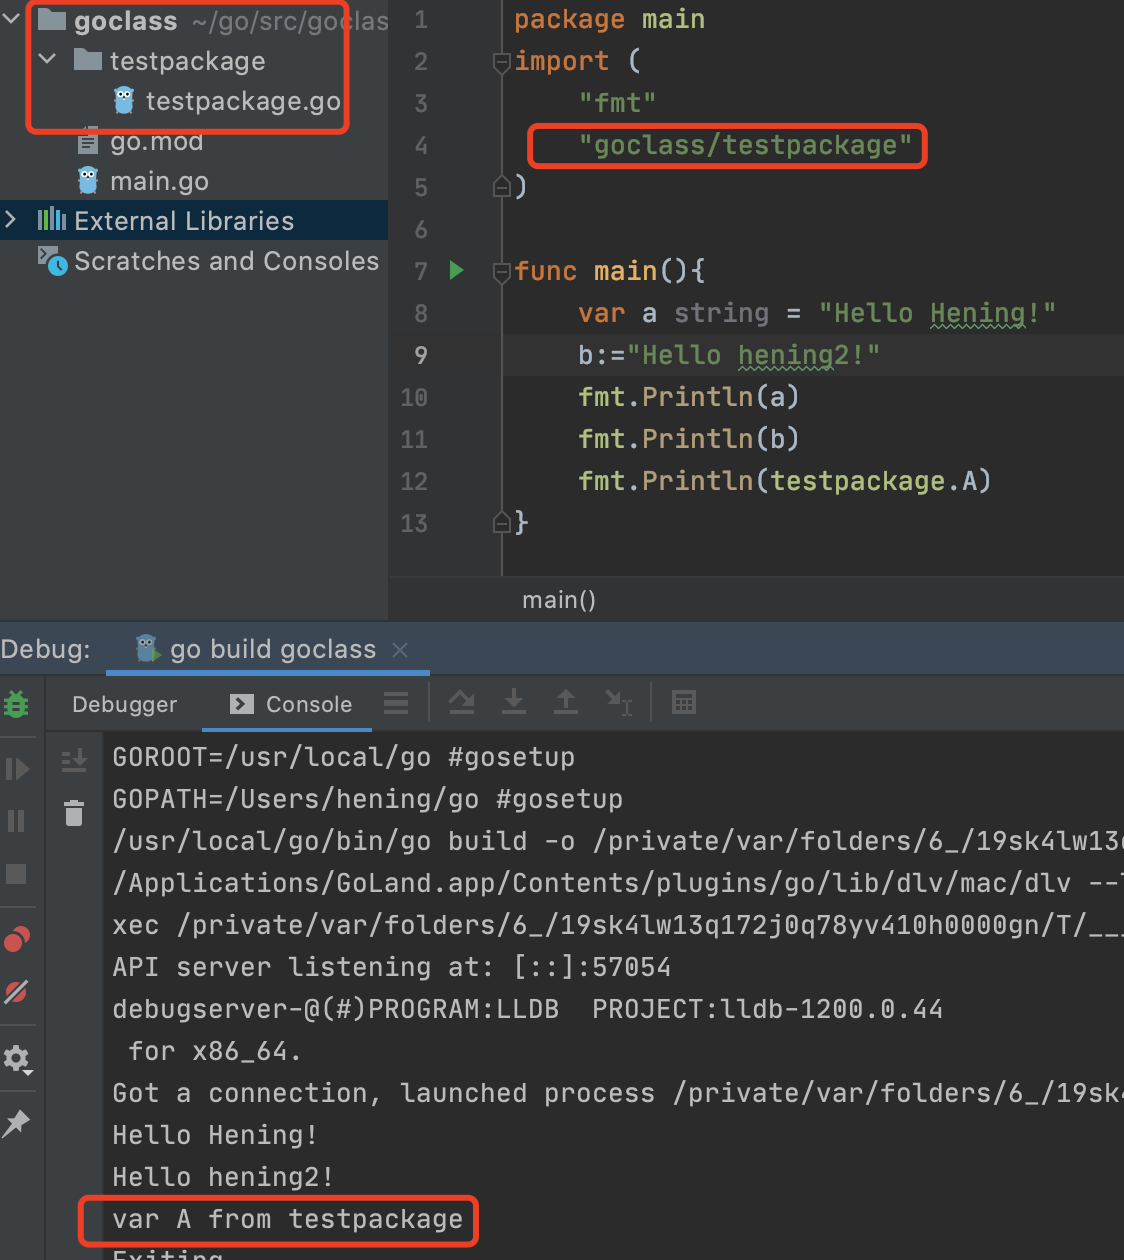 goclass ~/go/src/goclas
testpackage
testpackage.go
go.mod
main.go
External Libraries
Scratches and Consoles
1 package main
2 import (
3 "fmt"
4 "goclass/testpackage"
5 )
6
7 func main(){
8 var a string = "Hello Hening!"
9 b:="Hello hening2!"
10 fmt.Println(a)
11 fmt.Println(b)
12 fmt.Println(testpackage.A)
13 }
main()
Debug: go build goclass
Debugger Console
GOROOT=/usr/local/go #gosetup
GOPATH=/Users/hening/go #gosetup
/usr/local/go/bin/go build -o /private/var/folders/6_/19sk4lw13
/Applications/GoLand.app/Contents/plugins/go/lib/dlv/mac/dlv --
xec /private/var/folders/6_/19sk4lw13q172j0q78yv410h0000gn/T/__
API server listening at: [::]:57054
debugserver-@(#)PROGRAM:LLDB PROJECT:lldb-1200.0.44
for x86_64.
Got a connection, launched process /private/var/folders/6_/19sk
Hello Hening!
Hello hening2!
var A from testpackage
Exiting